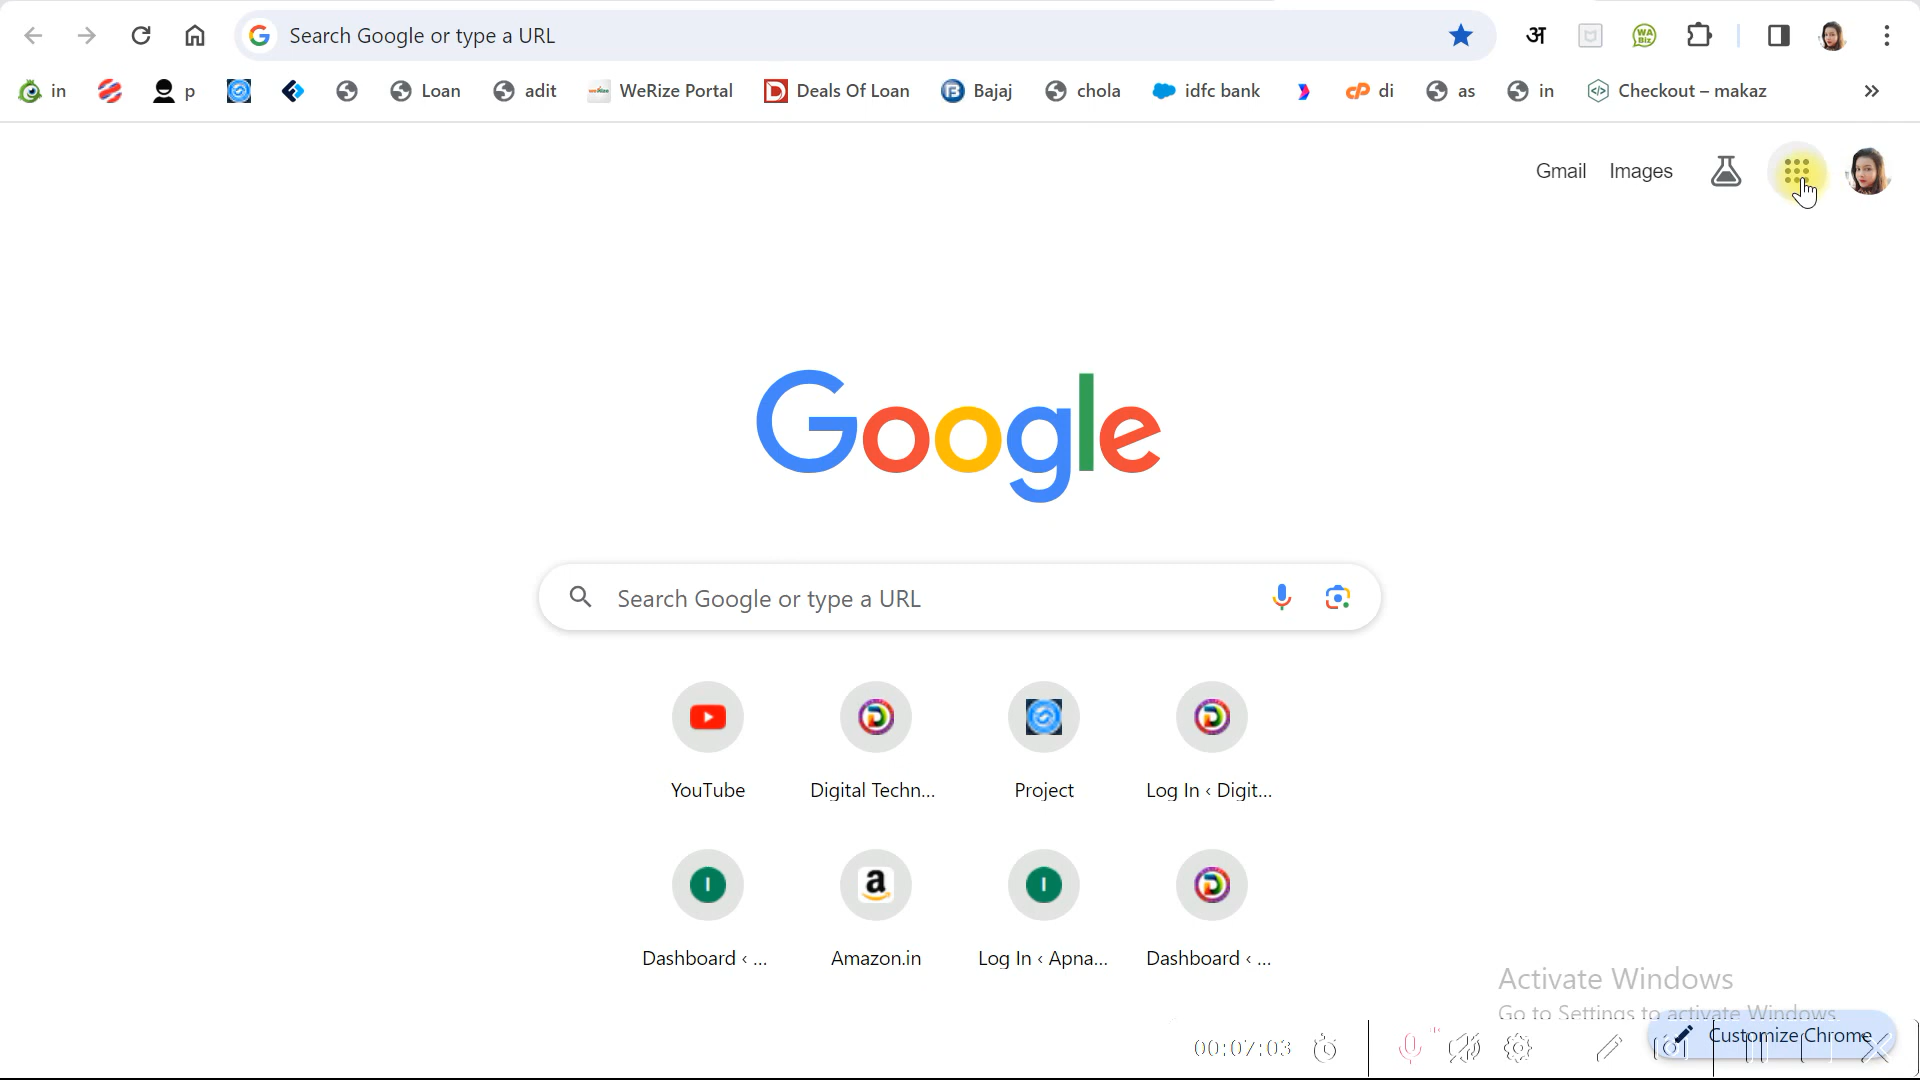 Search Google or type a URL
अ
WA Biz
in
p
Loan
adit
WeRize Portal
Deals Of Loan
Bajaj
chola
idfc bank
di
as
in
Checkout – makaz
Gmail
Images
Google
Search Google or type a URL
YouTube
Digital Techn...
Project
Log In ‹ Digit...
Dashboard ‹ ...
Amazon.in
Log In ‹ Apna...
Dashboard ‹ ...
Activate Windows
Go to Settings to activate Windows.
Customize Chrome
00:07:03